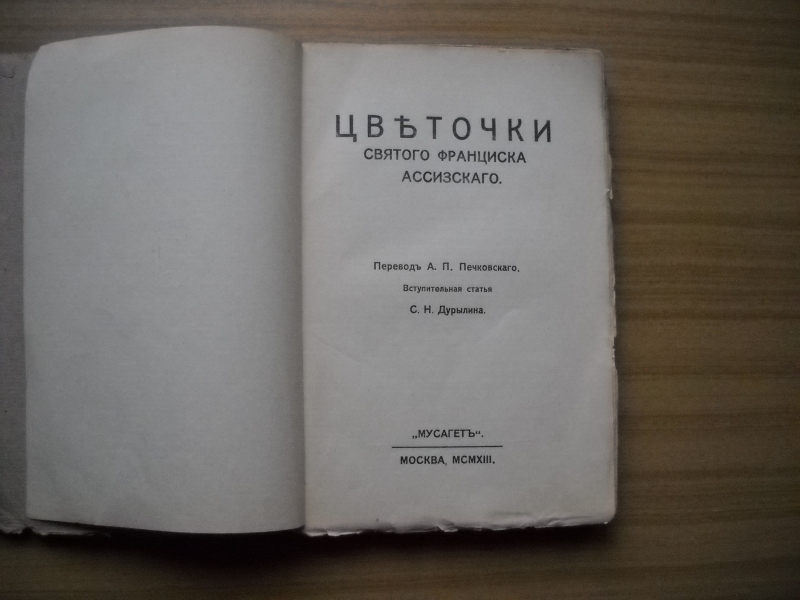 ЦВѢТОЧКИ
СВЯТОГО ФРАНЦИСКА
АССИЗСКАГО.
Переводъ А. П. Печковскаго.
Вступительная статья
С. Н. Дурылина.
„МУСАГЕТЪ“.
МОСКВА, MCMXIII.